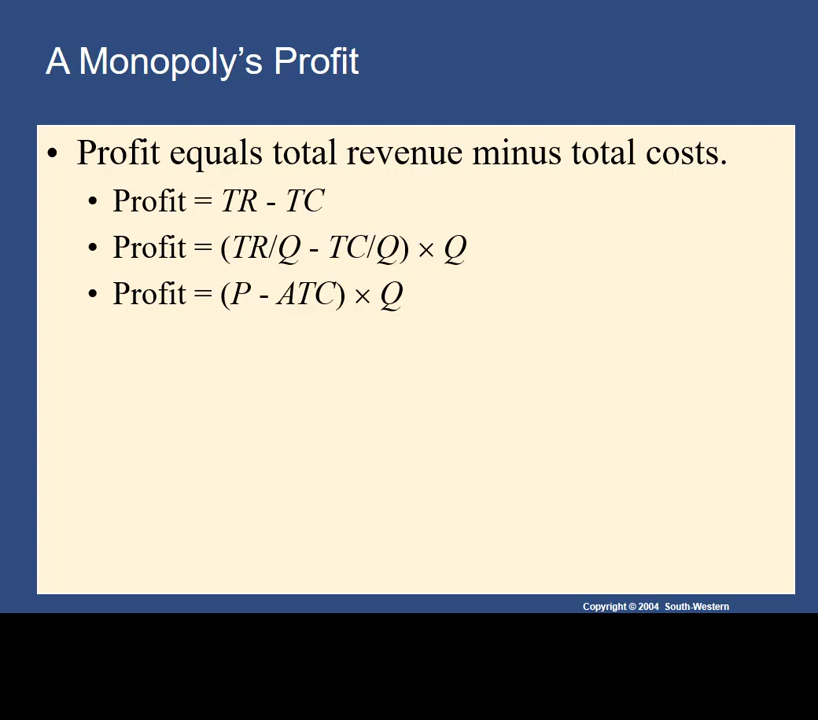 A Monopoly’s Profit
• Profit equals total revenue minus total costs.
• Profit = TR - TC
• Profit = (TR/Q - TC/Q) × Q
• Profit = (P - ATC) × Q
Copyright © 2004 South-Western